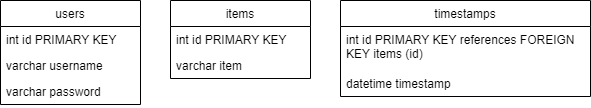 users
int id PRIMARY KEY
varchar username
varchar password
items
int id PRIMARY KEY
varchar item
timestamps
int id PRIMARY KEY references FOREIGN
KEY items (id)
datetime timestamp